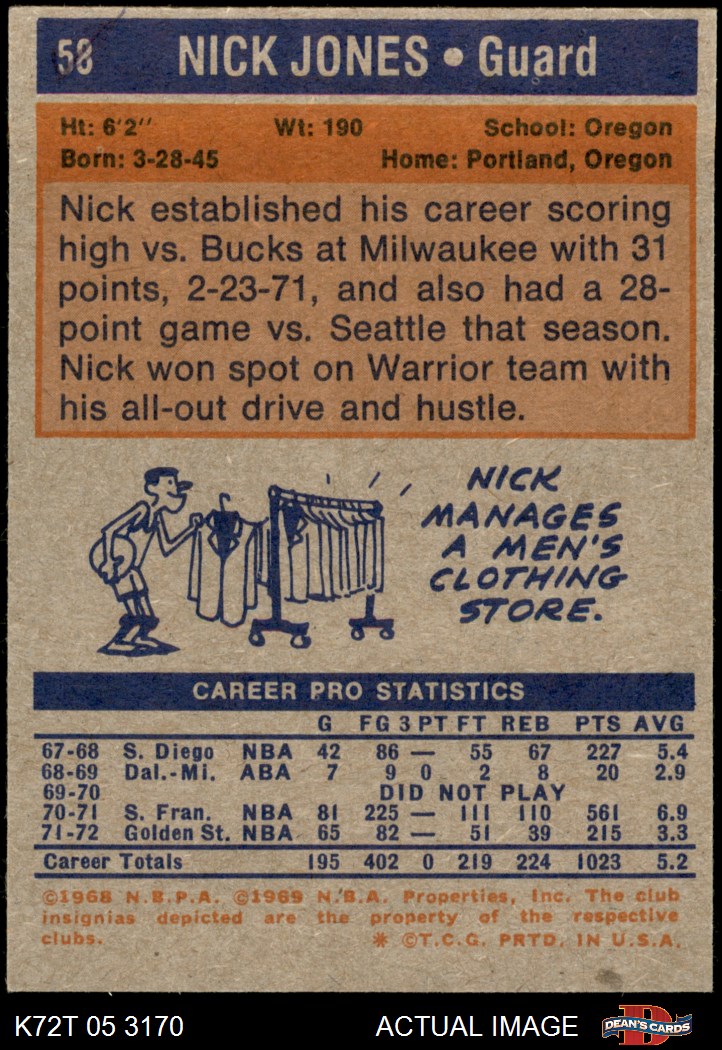 58 NICK JONES • Guard
Ht: 6'2" Wt: 190 School: Oregon
Born: 3-28-45 Home: Portland, Oregon
Nick established his career scoring
high vs. Bucks at Milwaukee with 31
points, 2-23-71, and also had a 28-
point game vs. Seattle that season.
Nick won spot on Warrior team with
his all-out drive and hustle.
NICK
MANAGES
A MEN'S
CLOTHING
STORE.
CAREER PRO STATISTICS
G FG 3 PT FT REB PTS AVG
67-68 S. Diego NBA 42 86 — 55 67 227 5.4
68-69 Dal.-Mi. ABA 7 9 0 2 8 20 2.9
69-70 DID NOT PLAY
70-71 S. Fran. NBA 81 225 — 111 110 561 6.9
71-72 Golden St. NBA 65 82 — 51 39 215 3.3
Career Totals 195 402 0 219 224 1023 5.2
©1968 N.B.P.A. ©1969 N.B.A. Properties, Inc. The club
insignias depicted are the property of the respective
clubs. * ©T.C.G. PRTD. IN U.S.A.
K72T 05 3170 ACTUAL IMAGE D DEAN'S CARDS